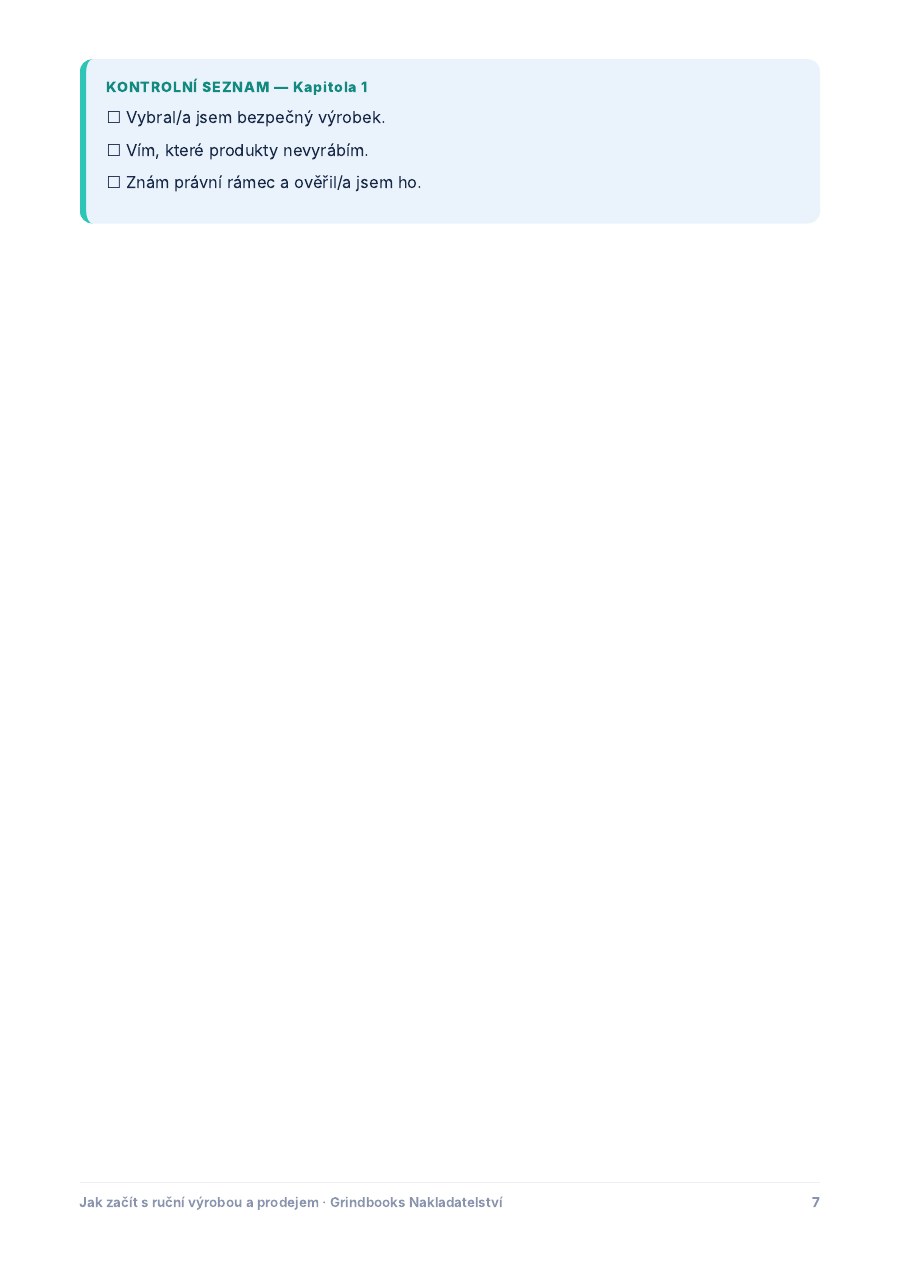 KONTROLNÍ SEZNAM — Kapitola 1
☐ Vybral/a jsem bezpečný výrobek.
☐ Vím, které produkty nevyrábím.
☐ Znám právní rámec a ověřil/a jsem ho.
Jak začít s ruční výrobou a prodejem · Grindbooks Nakladatelství 7